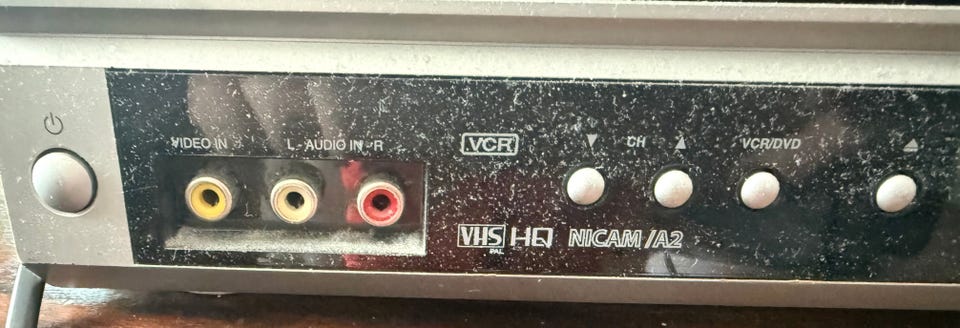 VIDEO IN
L - AUDIO IN - R
VCR
▼ CH ▲
VCR/DVD
VHS HQ NICAM/A2
PAL